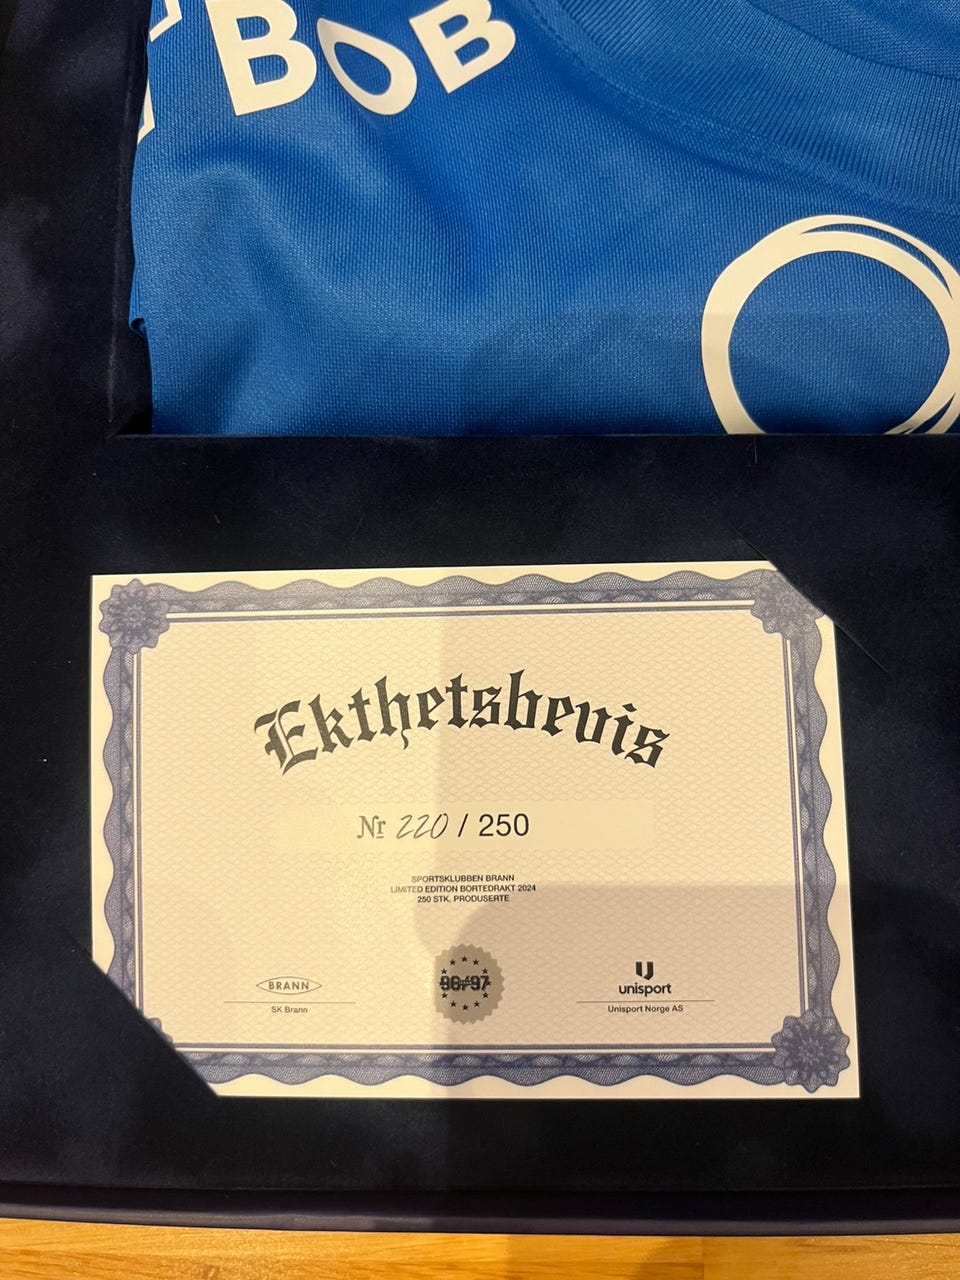 BOB
Ekthetsbevis
Nr 220 / 250
SPORTSKLUBBEN BRANN
LIMITED EDITION BORTEDRAKT 2024
250 STK. PRODUSERTE
BRANN
SK Brann
96/97
unisport
Unisport Norge AS